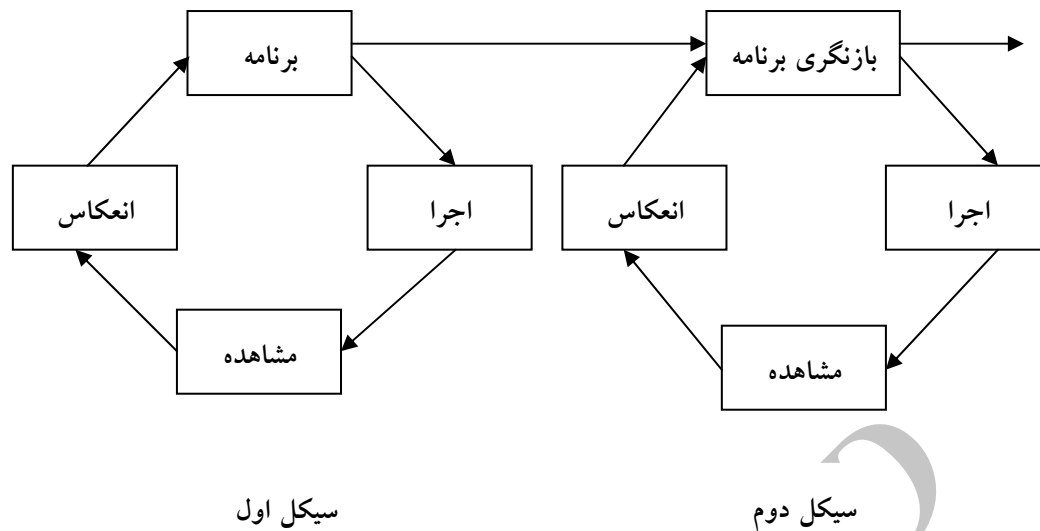 برنامه
بازنگری برنامه
انعکاس
اجرا
انعکاس
اجرا
مشاهده
مشاهده
سیکل اول
سیکل دوم